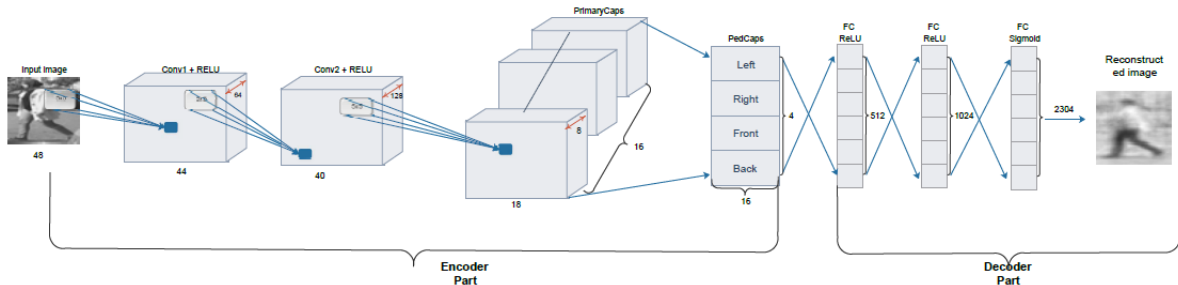 PrimaryCaps
FC
ReLU
FC
ReLU
FC
Sigmoid
PedCaps
Input Image
Conv1 + RELU
Conv2 + RELU
Reconstruct
ed image
5x5
64
5x5
128
5x5
8
16
48
44
40
18
Left
Right
Front
Back
4
16
512
1024
2304
Encoder
Part
Decoder
Part